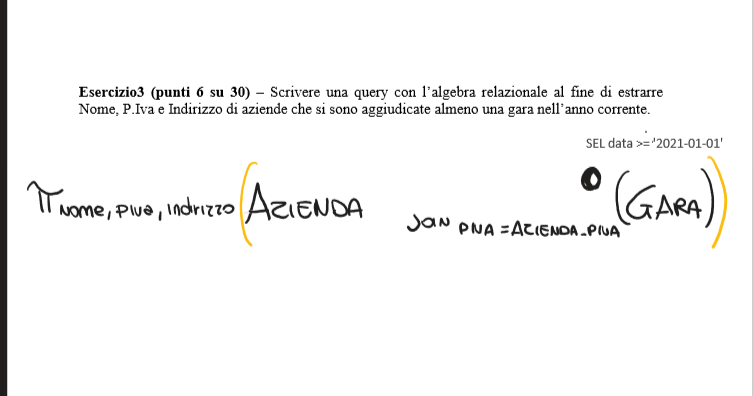 Esercizio3 (punti 6 su 30) – Scrivere una query con l'algebra relazionale al fine di estrarre
Nome, P.Iva e Indirizzo di aziende che si sono aggiudicate almeno una gara nell'anno corrente.
SEL data >= '2021-01-01'
π Nome, PIVA, Indirizzo (AZIENDA JOIN PIVA = AZIENDA_PIVA (GARA))